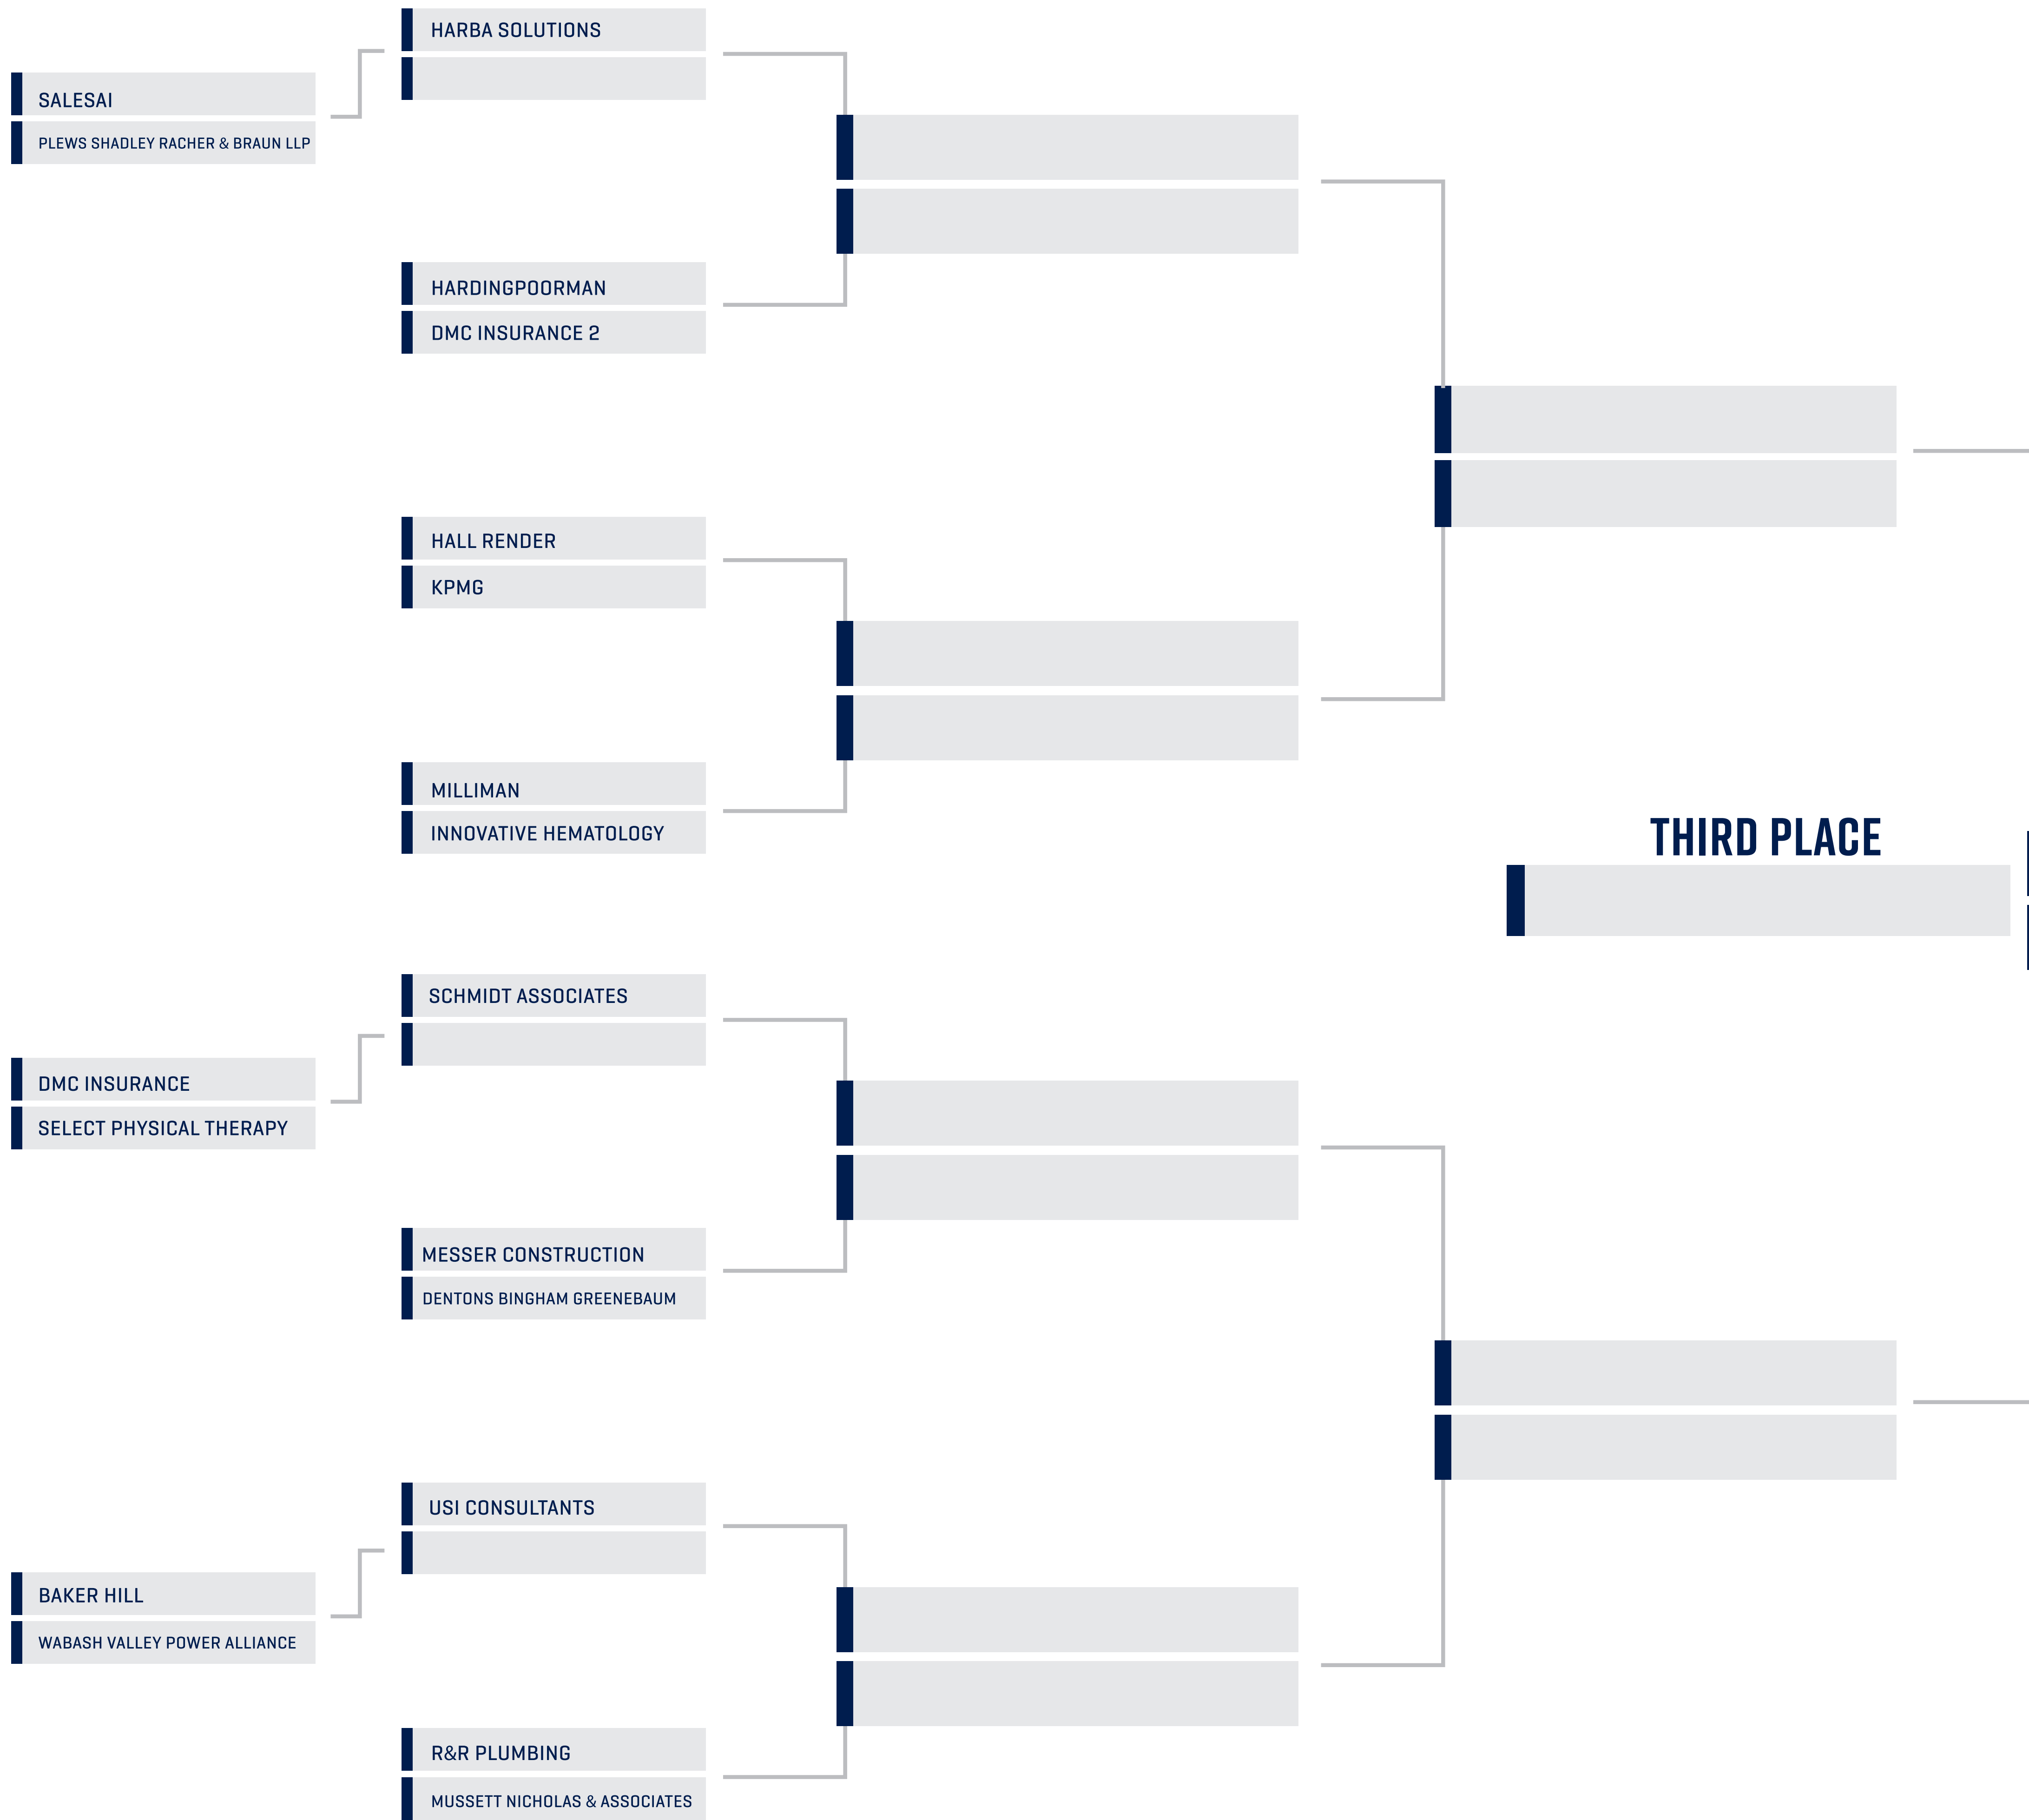 HARBA SOLUTIONS
SALESAI
PLEWS SHADLEY RACHER & BRAUN LLP
HARDINGPOORMAN
DMC INSURANCE 2
HALL RENDER
KPMG
MILLIMAN
INNOVATIVE HEMATOLOGY
THIRD PLACE
SCHMIDT ASSOCIATES
DMC INSURANCE
SELECT PHYSICAL THERAPY
MESSER CONSTRUCTION
DENTONS BINGHAM GREENEBAUM
USI CONSULTANTS
BAKER HILL
WABASH VALLEY POWER ALLIANCE
R&R PLUMBING
MUSSETT NICHOLAS & ASSOCIATES